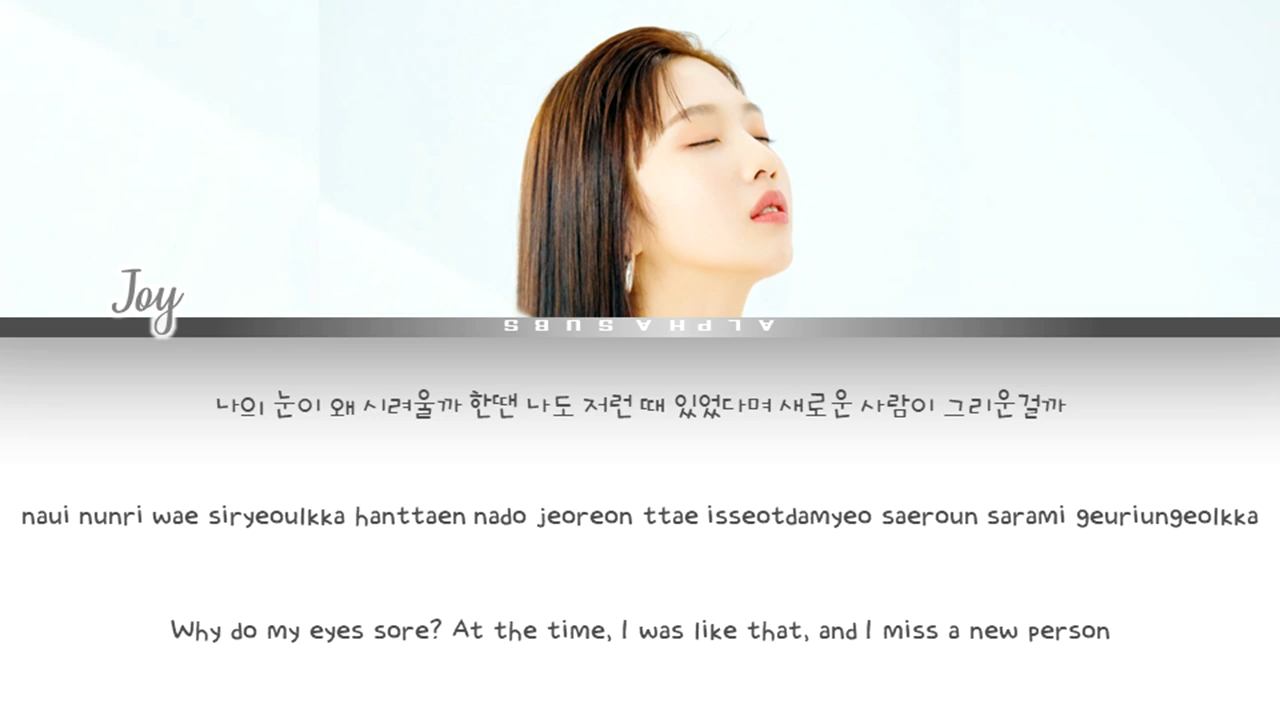 Joy
ALPHA SUBS
나의 눈이 왜 시려울까 한땐 나도 저런 때 있었다며 새로운 사람이 그리운걸까
naui nunri wae siryeoulkka hanttaen nado jeoreon ttae isseotdamyeo saeroun sarami geuriungeolkka
Why do my eyes sore? At the time, I was like that, and I miss a new person